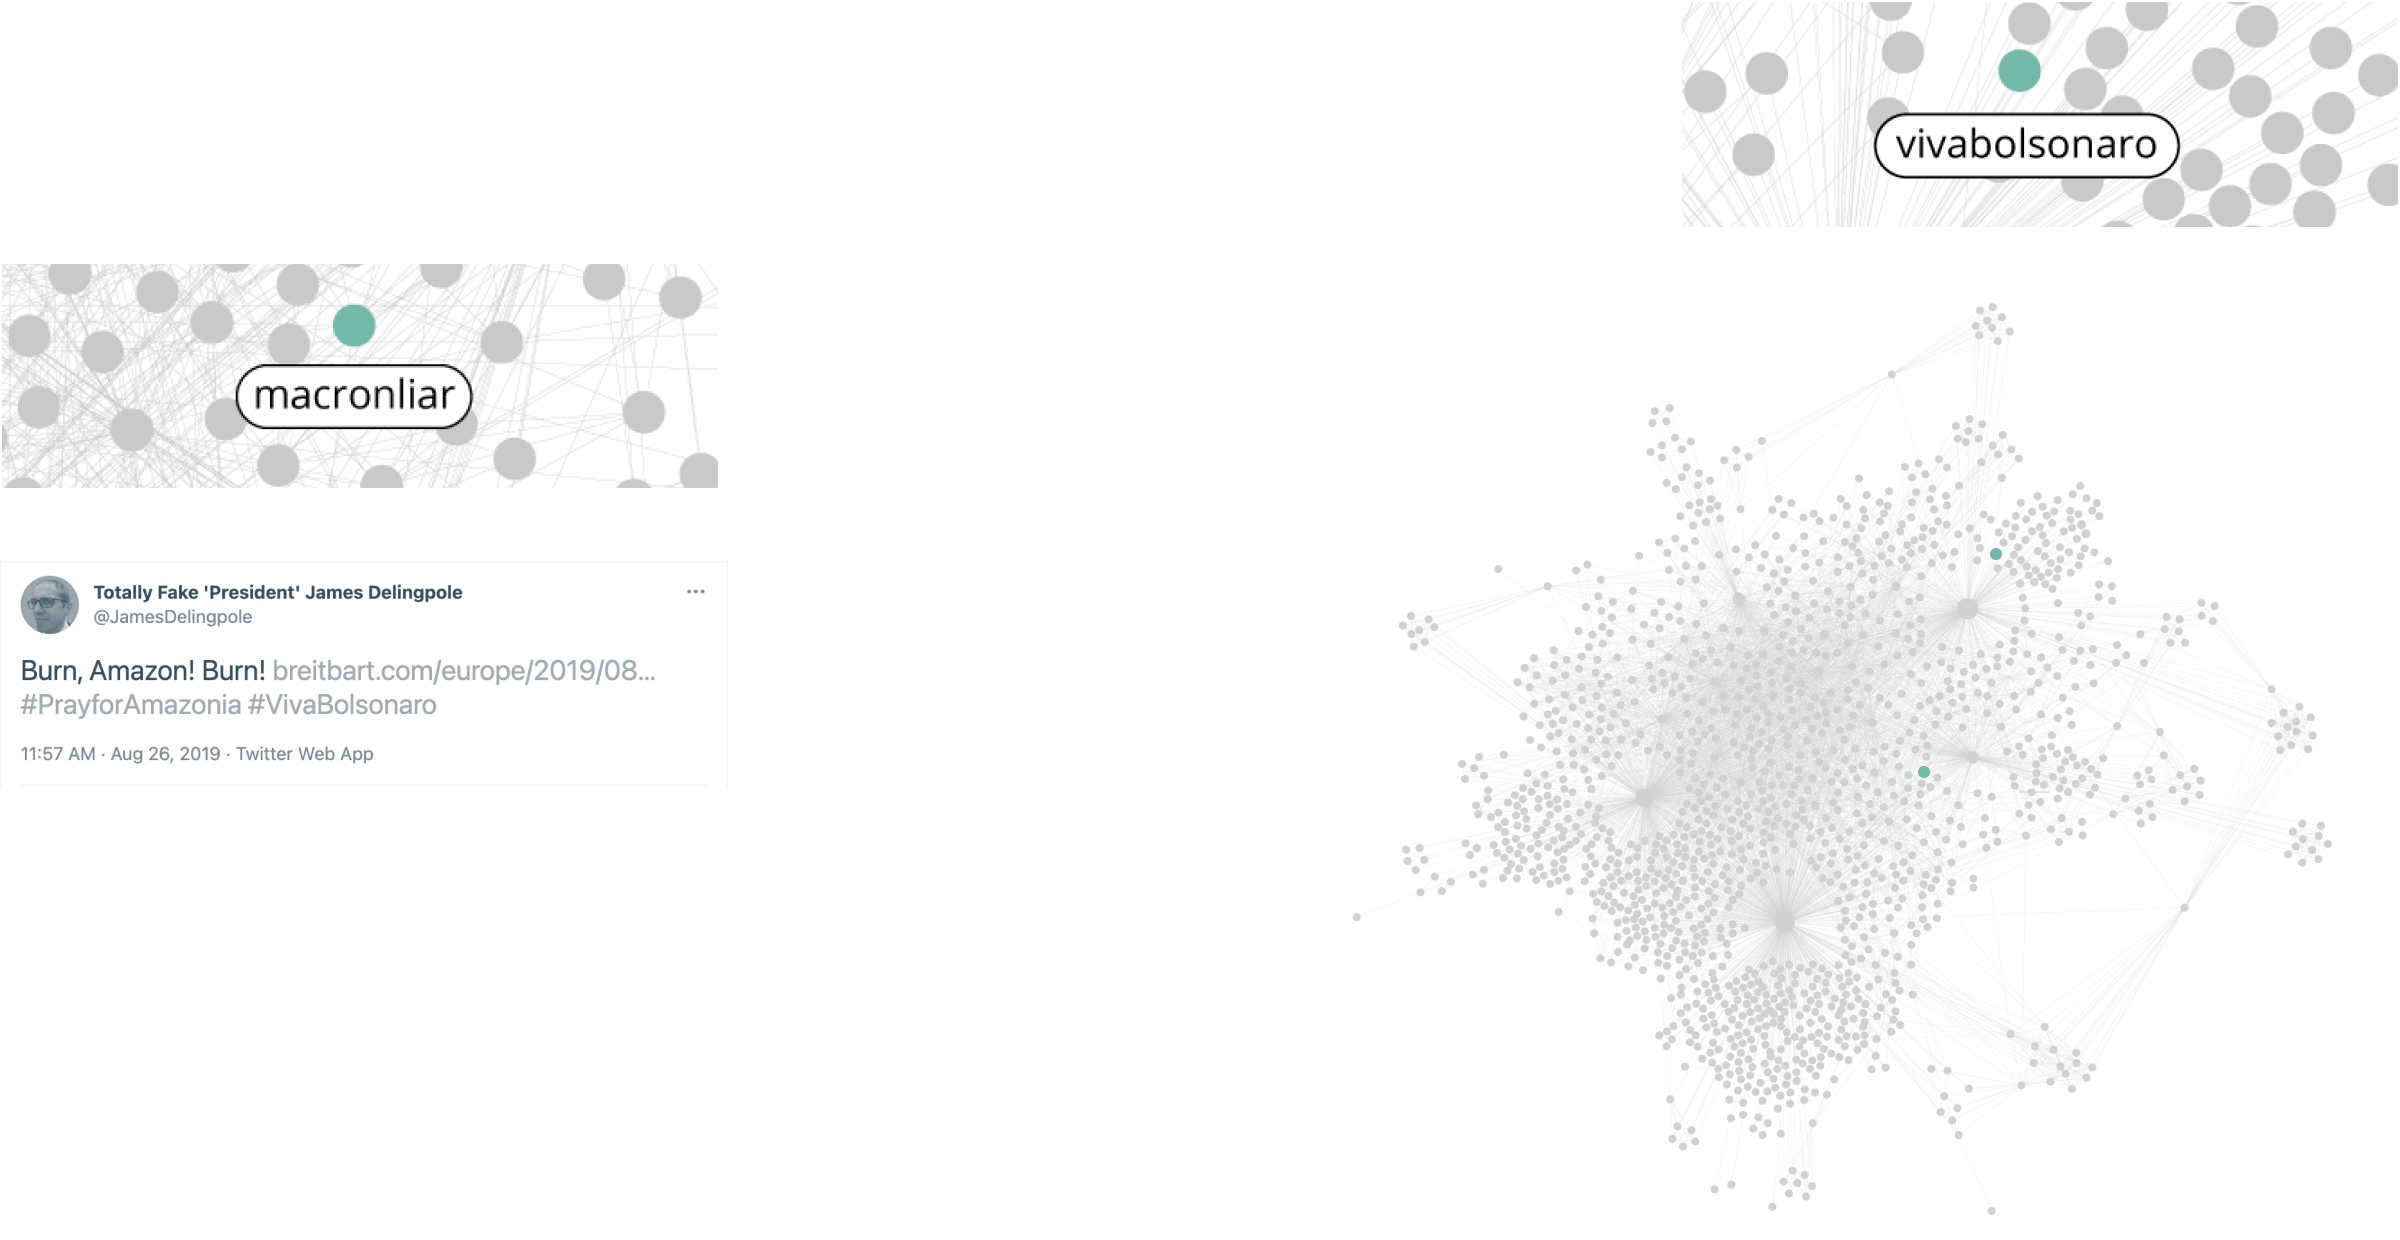 vivabolsonaro
macronliar
Totally Fake 'President' James Delingpole
@JamesDelingpole
Burn, Amazon! Burn! breitbart.com/europe/2019/08...
#PrayforAmazonia #VivaBolsonaro
11:57 AM · Aug 26, 2019 · Twitter Web App